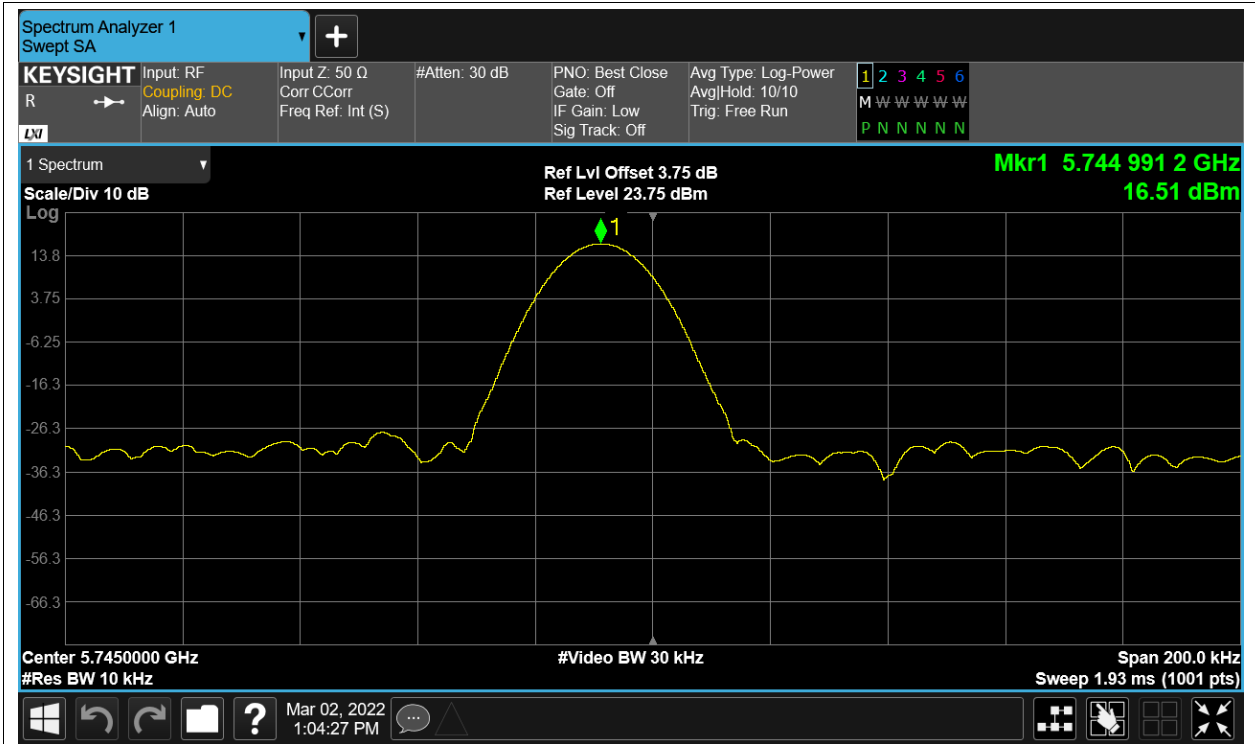 Spectrum Analyzer 1
Swept SA
KEYSIGHT
R
LXI
Input: RF
Coupling: DC
Align: Auto
Input Z: 50 Ω
Corr CCorr
Freq Ref: Int (S)
#Atten: 30 dB
PNO: Best Close
Gate: Off
IF Gain: Low
Sig Track: Off
Avg Type: Log-Power
Avg|Hold: 10/10
Trig: Free Run
1 2 3 4 5 6
M W W W W W
P N N N N N
1 Spectrum
Scale/Div 10 dB
Log
Ref Lvl Offset 3.75 dB
Ref Level 23.75 dBm
Mkr1 5.744 991 2 GHz
16.51 dBm
1
13.8
3.75
-6.25
-16.3
-26.3
-36.3
-46.3
-56.3
-66.3
Center 5.7450000 GHz
#Res BW 10 kHz
#Video BW 30 kHz
Span 200.0 kHz
Sweep 1.93 ms (1001 pts)
?
Mar 02, 2022
1:04:27 PM